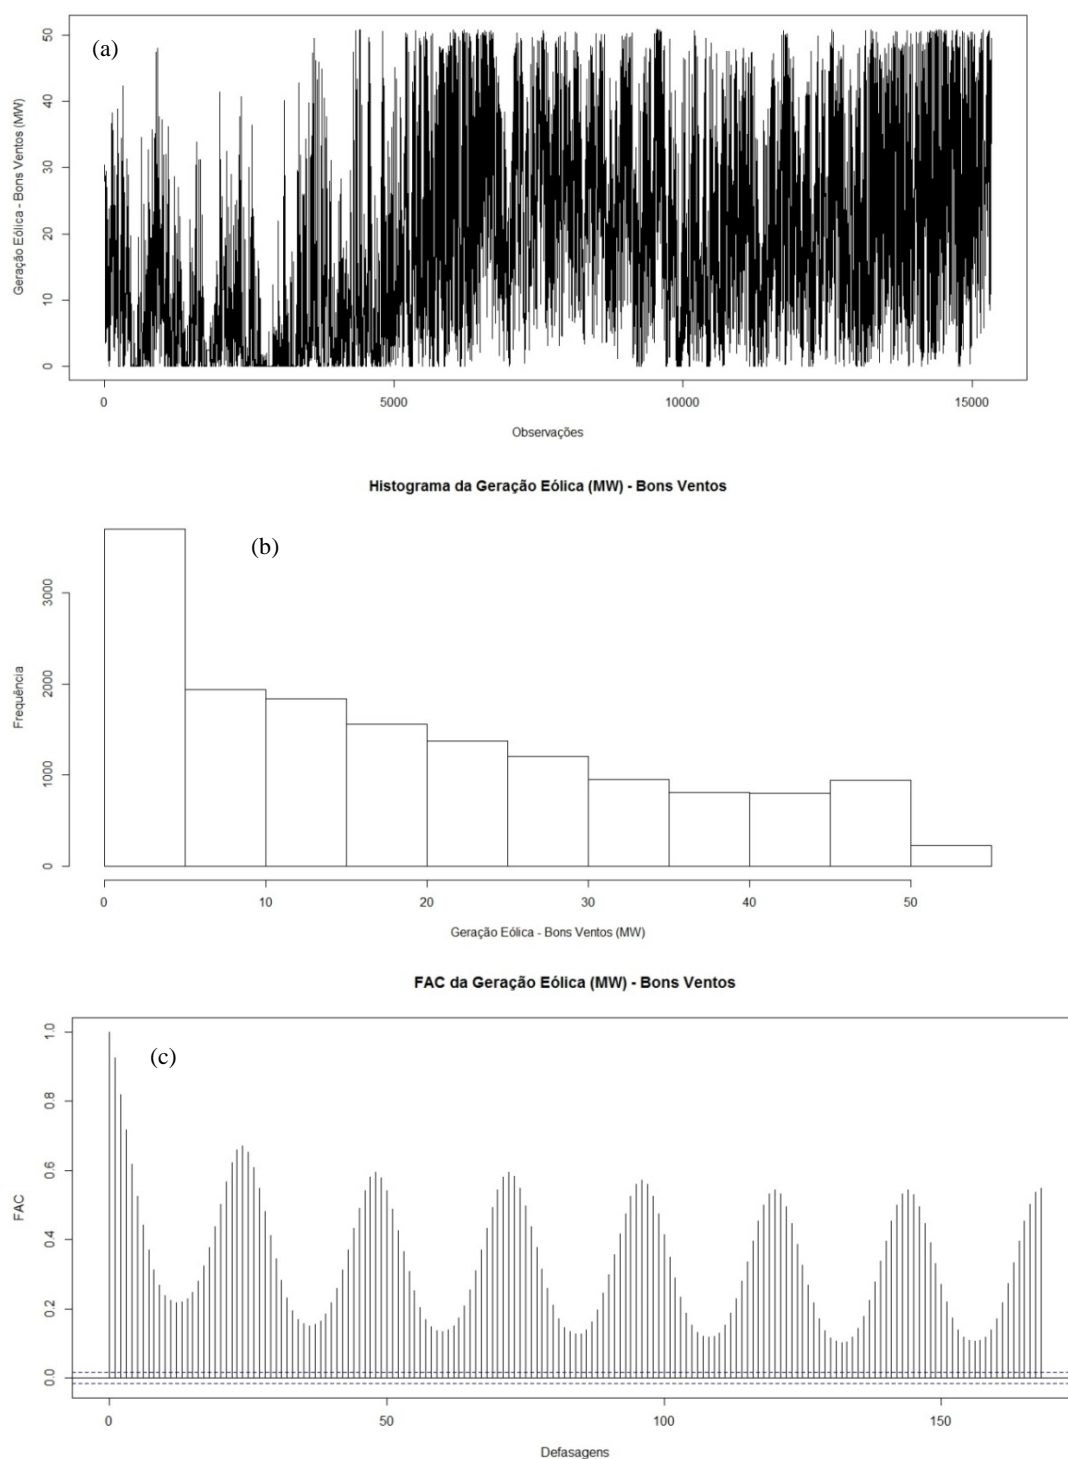 (a)
50
40
30
20
10
0
Geração Eólica - Bons Ventos (MW)
0 5000 10000 15000
Observações
Histograma da Geração Eólica (MW) - Bons Ventos
(b)
3000
2000
1000
0
Frequência
0 10 20 30 40 50
Geração Eólica - Bons Ventos (MW)
FAC da Geração Eólica (MW) - Bons Ventos
(c)
1.0
0.8
0.6
0.4
0.2
0.0
FAC
0 50 100 150
Defasagens